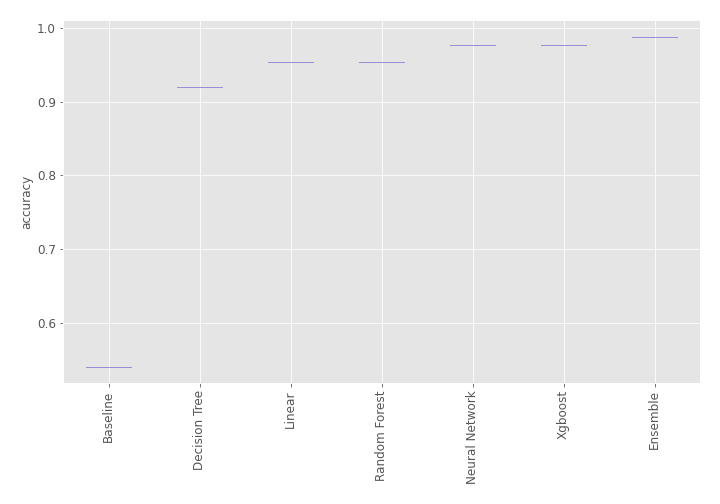 1.0
0.9
0.8
0.7
0.6
accuracy
Baseline
Decision Tree
Linear
Random Forest
Neural Network
Xgboost
Ensemble